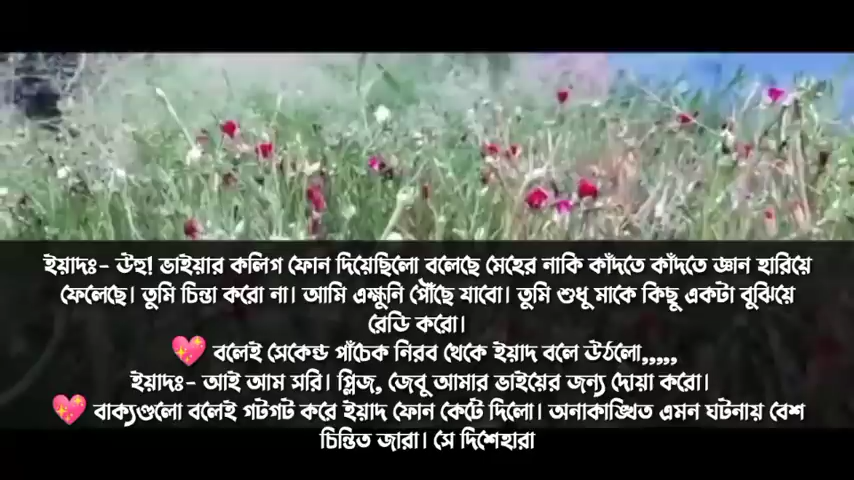 ইয়াদঃ- উহু! ভাইয়ার কলিগ ফোন দিয়েছিলো বলেছে মেহের নাকি কাঁদতে কাঁদতে জ্ঞান হারিয়ে
ফেলেছে। তুমি চিন্তা করো না। আমি এক্ষুনি পৌঁছে যাবো। তুমি শুধু মাকে কিছু একটা বুঝিয়ে
রেডি করো।
💖 বলেই সেকেন্ড পাঁচেক নিরব থেকে ইয়াদ বলে উঠলো,,,,,
ইয়াদঃ- আই আম সরি। প্লিজ, জেবু আমার ভাইয়ের জন্য দোয়া করো।
💖 বাক্যগুলো বলেই গটগট করে ইয়াদ ফোন কেটে দিলো। অনাকাঙ্খিত এমন ঘটনায় বেশ
চিন্তিত জারা। সে দিশেহারা